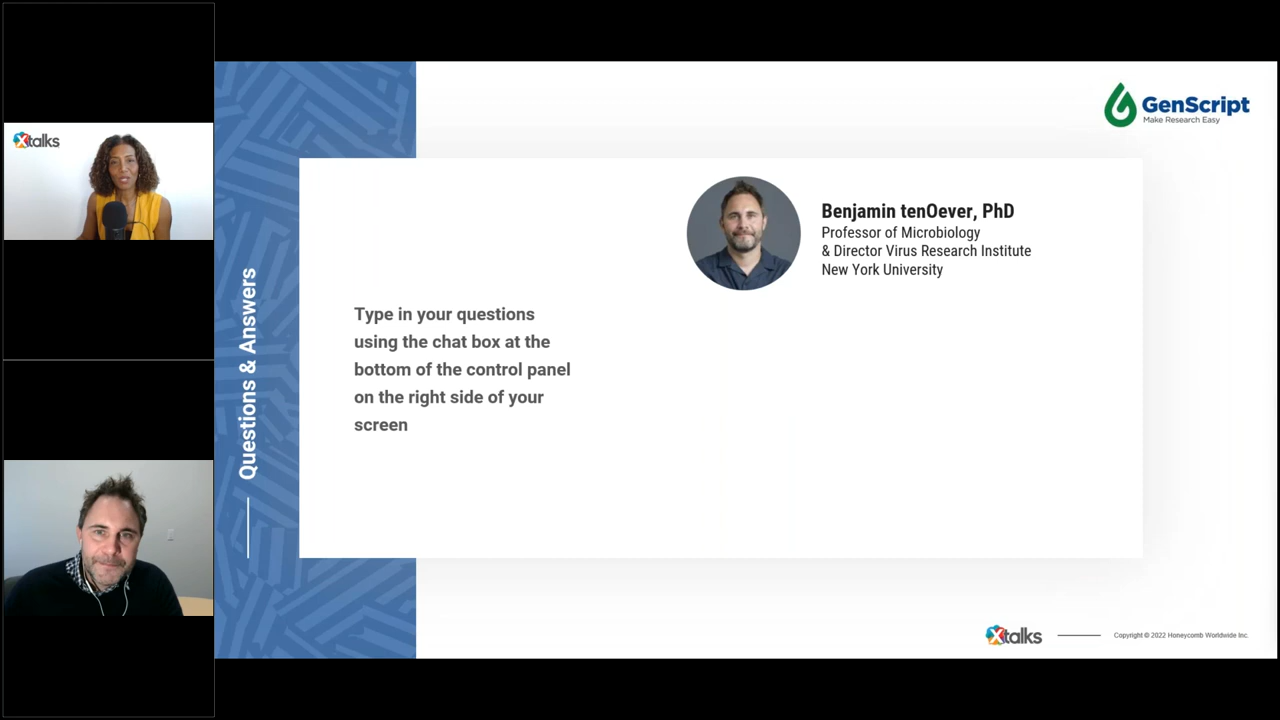 Xtalks
GenScript
Make Research Easy
Benjamin tenOever, PhD
Professor of Microbiology
& Director Virus Research Institute
New York University
Questions & Answers
Type in your questions
using the chat box at the
bottom of the control panel
on the right side of your
screen
Xtalks
Copyright © 2022 Honeycomb Worldwide Inc.